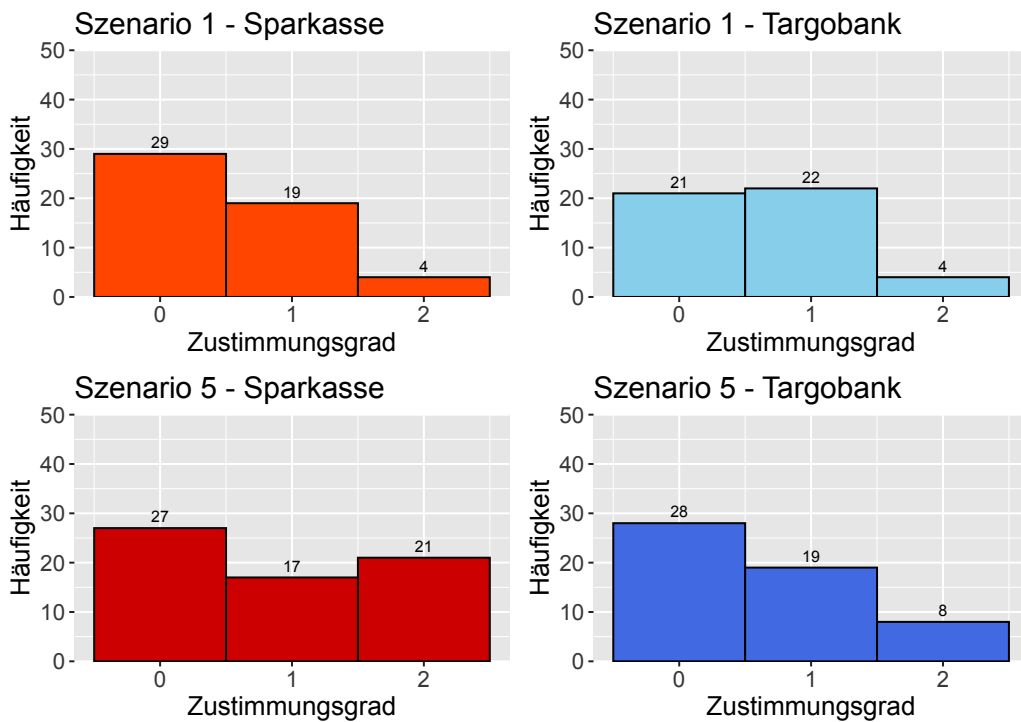 Szenario 1 - Sparkasse
Häufigkeit
50
40
30
20
10
0
29
19
4
0 1 2
Zustimmungsgrad
Szenario 1 - Targobank
Häufigkeit
50
40
30
20
10
0
21
22
4
0 1 2
Zustimmungsgrad
Szenario 5 - Sparkasse
Häufigkeit
50
40
30
20
10
0
27
17
21
0 1 2
Zustimmungsgrad
Szenario 5 - Targobank
Häufigkeit
50
40
30
20
10
0
28
19
8
0 1 2
Zustimmungsgrad